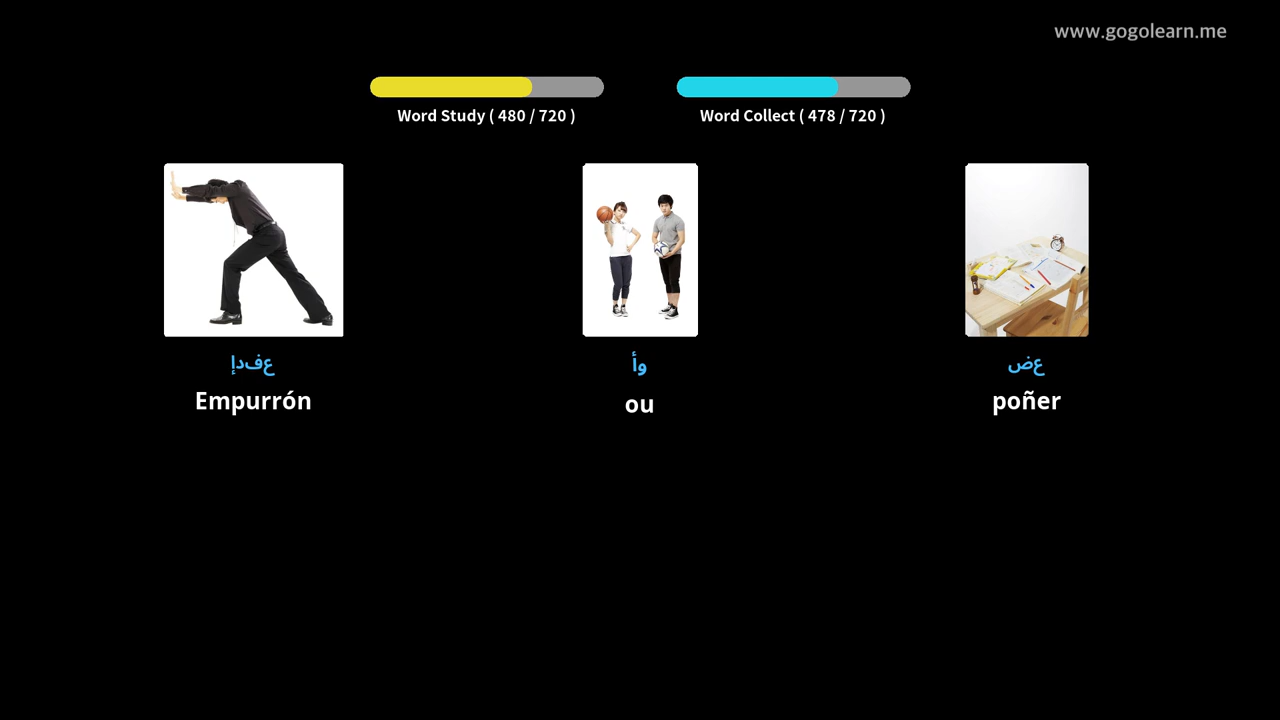 www.gogolearn.me
Word Study ( 480 / 720 )
Word Collect ( 478 / 720 )
عفدإ
Empurrón
وأ
ou
عض
poñer